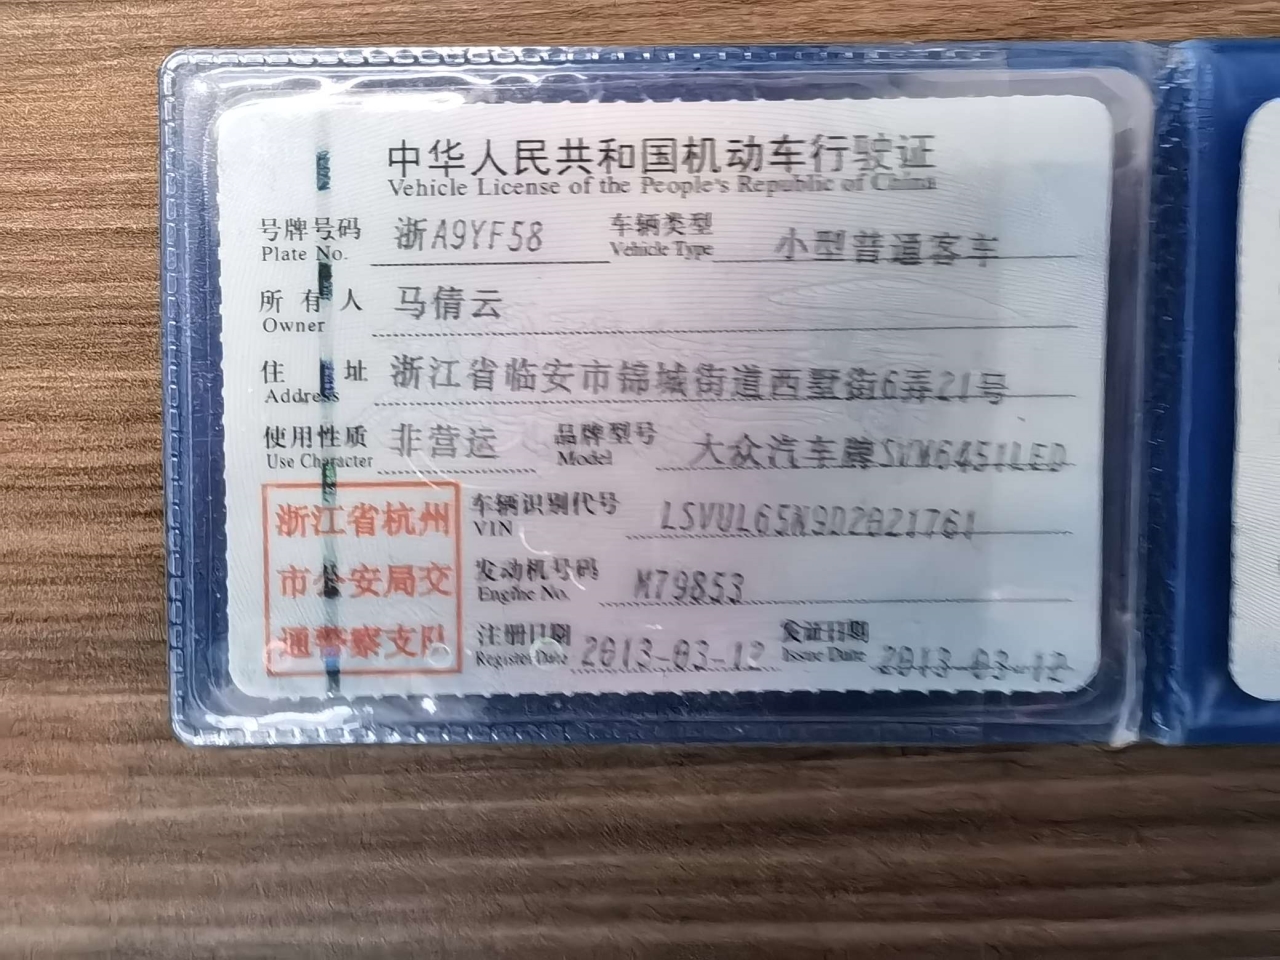 中华人民共和国机动车行驶证
Vehicle License of the People's Republic of China
号牌号码 浙A9YF58 车辆类型 小型普通客车
Plate No. Vehicle Type
所有人 马倩云
Owner
住址 浙江省临安市锦城街道西墅街6弄21号
Address
使用性质 非营运 品牌型号 大众汽车牌SVW6451LED
Use Character Model
浙江省杭州
市公安局交
通警察支队
车辆识别代号 LSVUL65N9D2821761
VIN
发动机号码 M79853
Engine No.
注册日期 2013-03-12 发证日期 2013-03-12
Register Date Issue Date